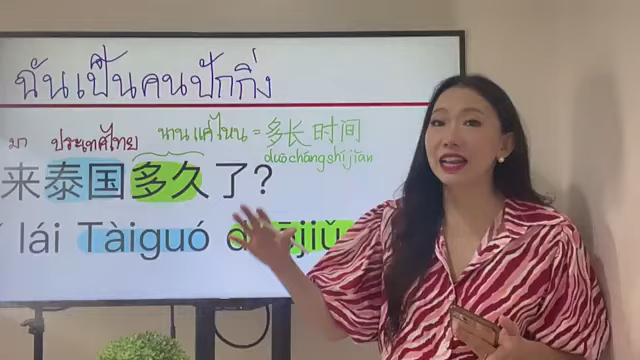 ฉันเป็นคนปักกิ่ง
มา ประเทศไทย นานแค่ไหน = 多长时间
duōchángshíjiān
来泰国多久了?
lái Tàiguó